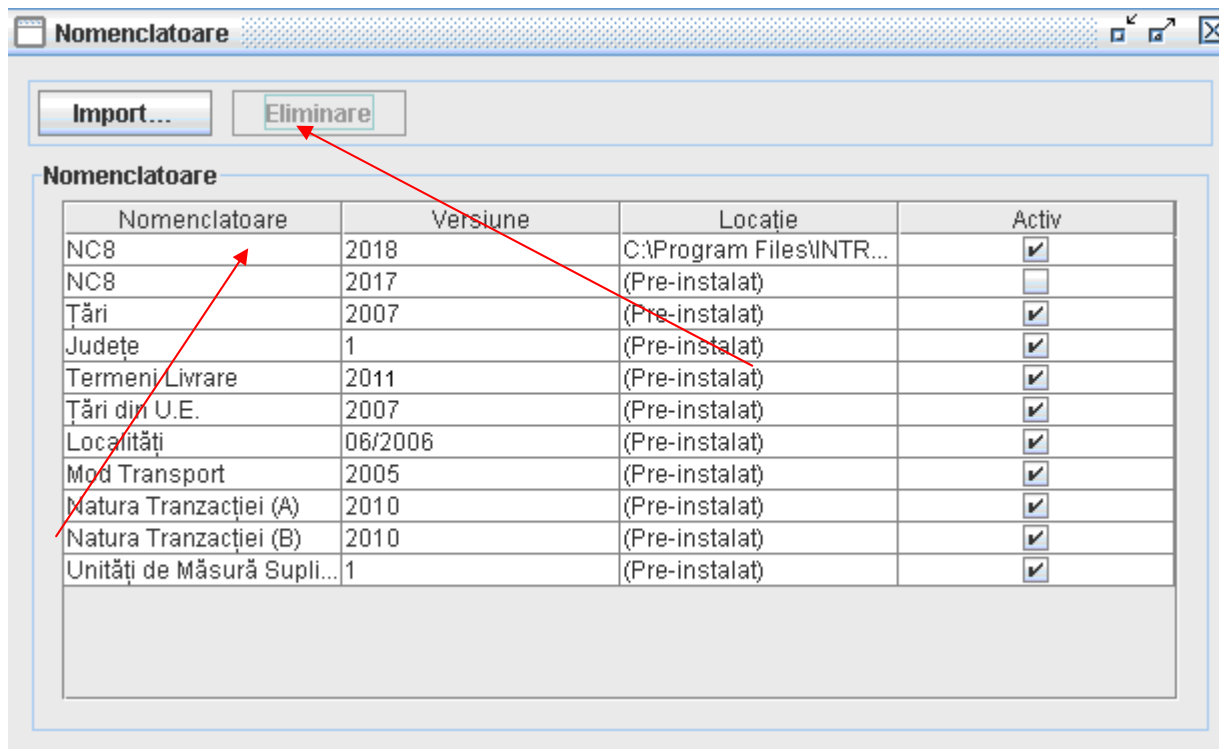 Nomenclatoare
Import... Eliminare
Nomenclatoare
Nomenclatoare Versiune Locație Activ
NC8 2018 C:\Program Files\INTR...
NC8 2017 (Pre-instalat)
Țări 2007 (Pre-instalat)
Județe 1 (Pre-instalat)
Termeni Livrare 2011 (Pre-instalat)
Țări din U.E. 2007 (Pre-instalat)
Localități 06/2006 (Pre-instalat)
Mod Transport 2005 (Pre-instalat)
Natura Tranzacției (A) 2010 (Pre-instalat)
Natura Tranzacției (B) 2010 (Pre-instalat)
Unități de Măsură Supli... 1 (Pre-instalat)